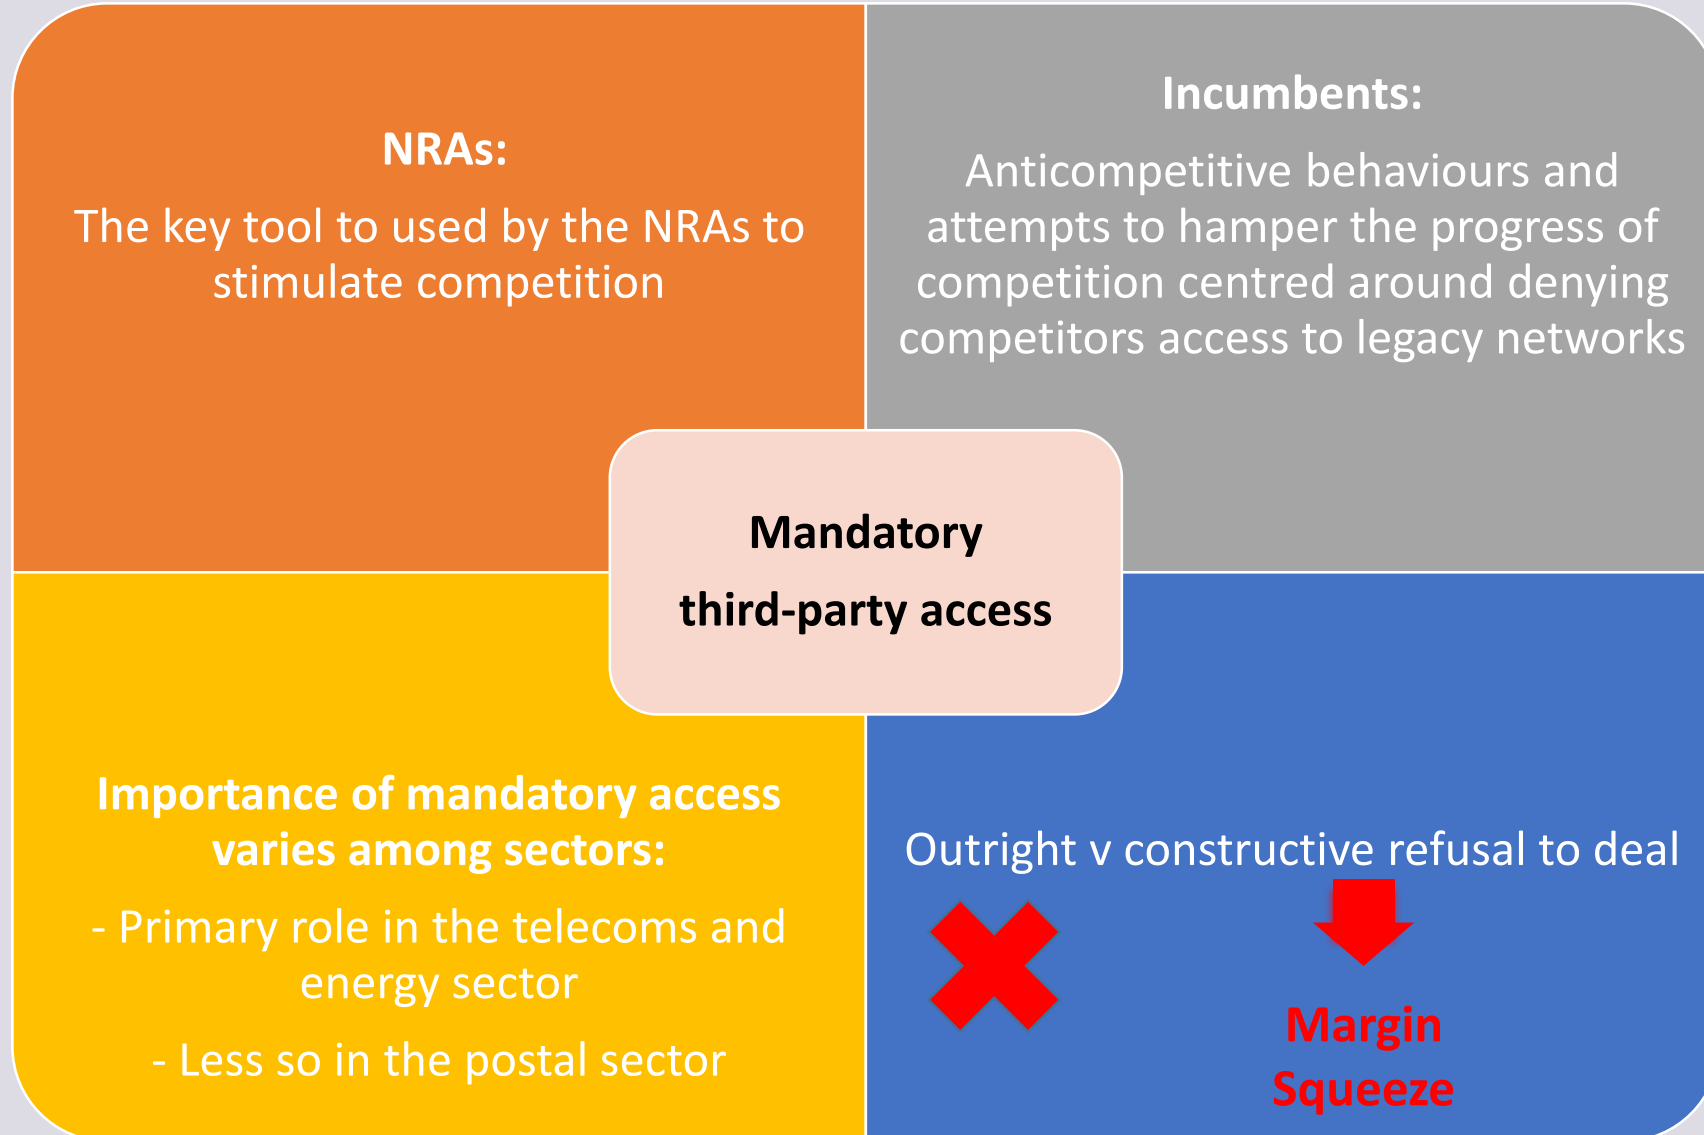 NRAs:
The key tool to used by the NRAs to
stimulate competition
Incumbents:
Anticompetitive behaviours and
attempts to hamper the progress of
competition centred around denying
competitors access to legacy networks
Mandatory
third-party access
Importance of mandatory access
varies among sectors:
- Primary role in the telecoms and
energy sector
- Less so in the postal sector
Outright v constructive refusal to deal
Margin
Squeeze